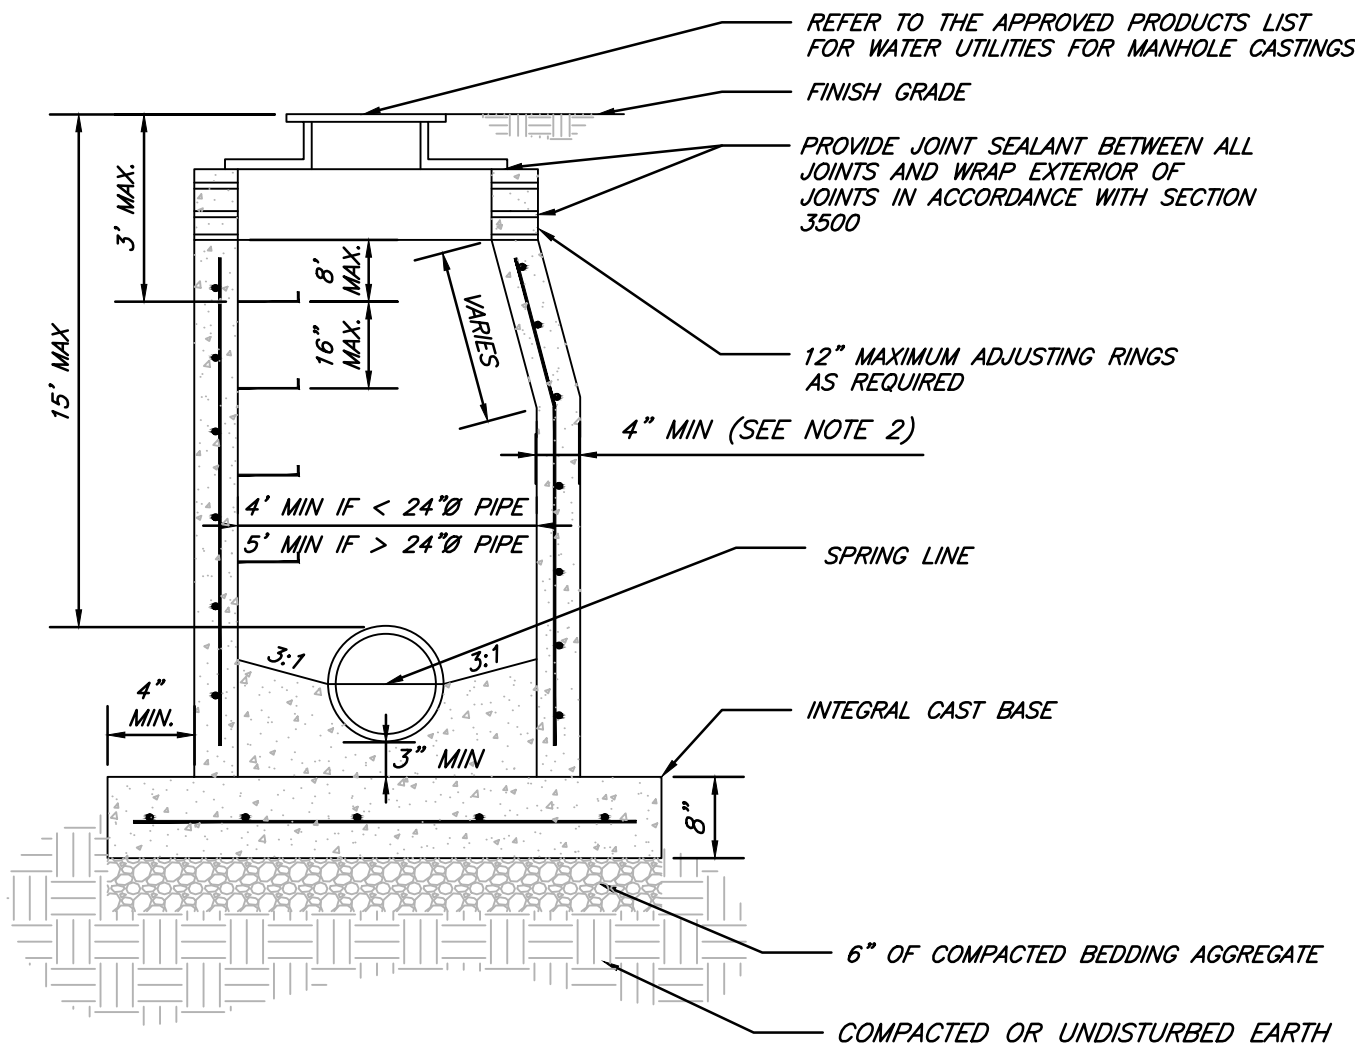 REFER TO THE APPROVED PRODUCTS LIST
FOR WATER UTILITIES FOR MANHOLE CASTINGS
FINISH GRADE
PROVIDE JOINT SEALANT BETWEEN ALL
JOINTS AND WRAP EXTERIOR OF
JOINTS IN ACCORDANCE WITH SECTION
3500
3' MAX.
8'
MAX.
16"
MAX.
VARIES
15' MAX
12" MAXIMUM ADJUSTING RINGS
AS REQUIRED
4" MIN (SEE NOTE 2)
4' MIN IF < 24"Ø PIPE
5' MIN IF > 24"Ø PIPE
SPRING LINE
3:1
3:1
4"
MIN.
INTEGRAL CAST BASE
3" MIN
8"
6" OF COMPACTED BEDDING AGGREGATE
COMPACTED OR UNDISTURBED EARTH